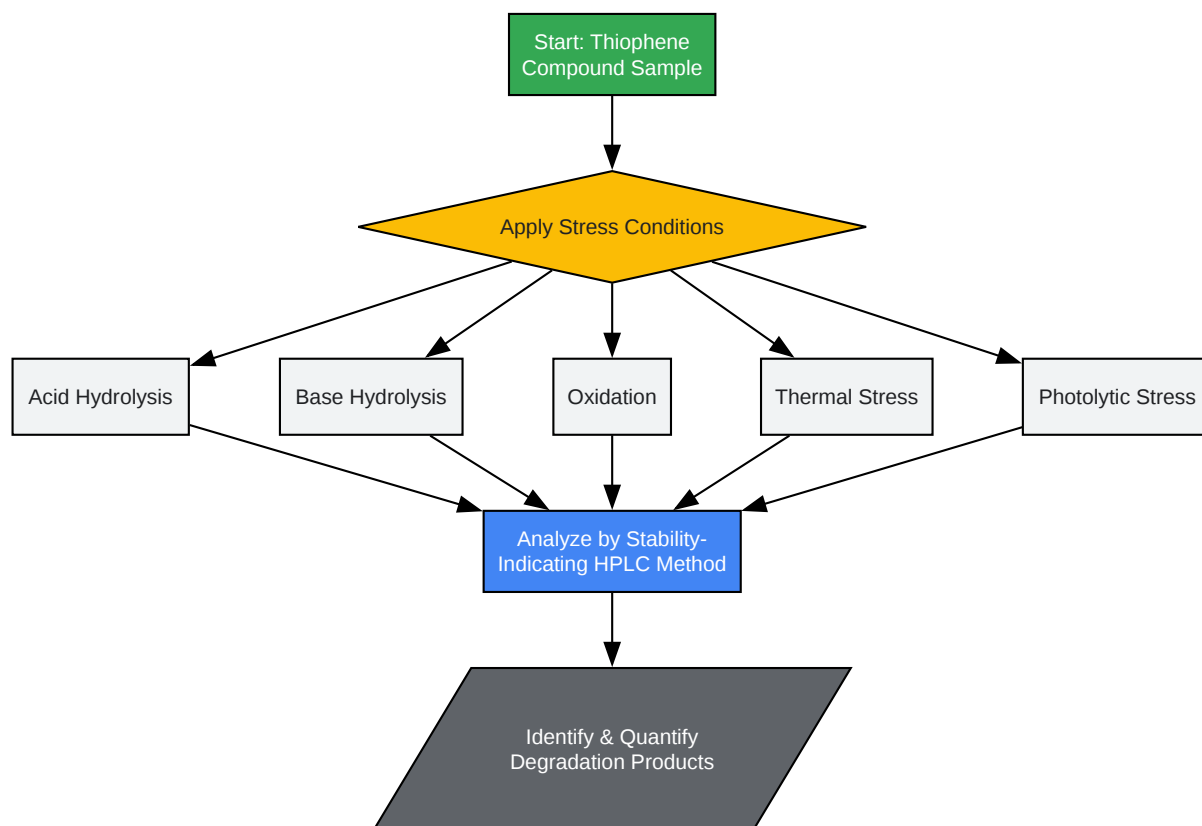 Start: Thiophene
Compound Sample
Apply Stress Conditions
Acid Hydrolysis
Base Hydrolysis
Oxidation
Thermal Stress
Photolytic Stress
Analyze by Stability-
Indicating HPLC Method
Identify & Quantify
Degradation Products